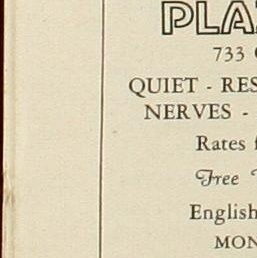 PLA
733
QUIET - RES
NERVES -
Rates
Free
English
MON